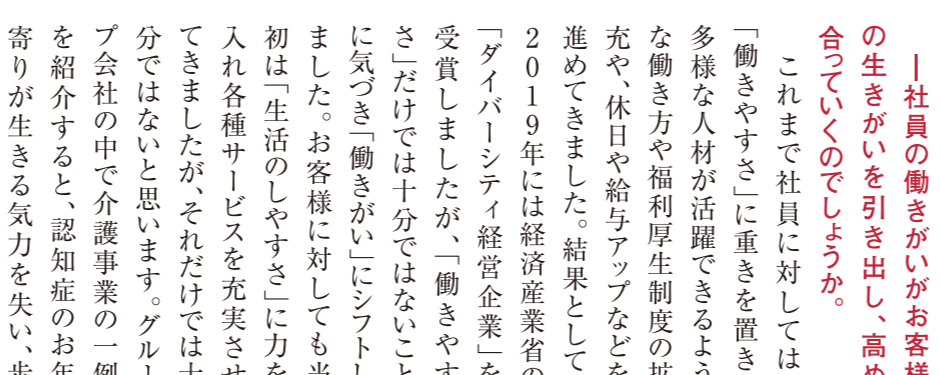 ―社員の働きがいがお客様
の生きがいを引き出し、高め
合っていくのでしょうか。
これまで社員に対しては
「働きやすさ」に重きを置き
多様な人材が活躍できるよう
な働き方や福利厚生制度の拡
充や、休日や給与アップなどを
進めてきました。結果として
2019年には経済産業省の
「ダイバーシティ経営企業」を
受賞しましたが、「働きやす
さ」だけでは十分ではないこと
に気づき「働きがい」にシフトし
ました。お客様に対しても当
初は「生活のしやすさ」に力を
入れ各種サービスを充実させ
てきましたが、それだけでは十
分ではないと思います。グルー
プ会社の中で介護事業の一例
を紹介すると、認知症のお年
寄りが生きる気力を失い、歩